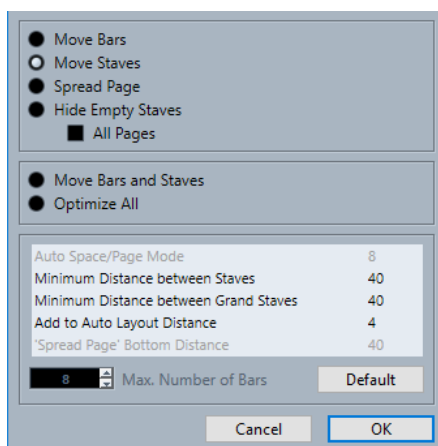 Move Bars
Move Staves
Spread Page
Hide Empty Staves
All Pages
Move Bars and Staves
Optimize All
Auto Space/Page Mode 8
Minimum Distance between Staves 40
Minimum Distance between Grand Staves 40
Add to Auto Layout Distance 4
'Spread Page' Bottom Distance 40
8 Max. Number of Bars Default
Cancel OK